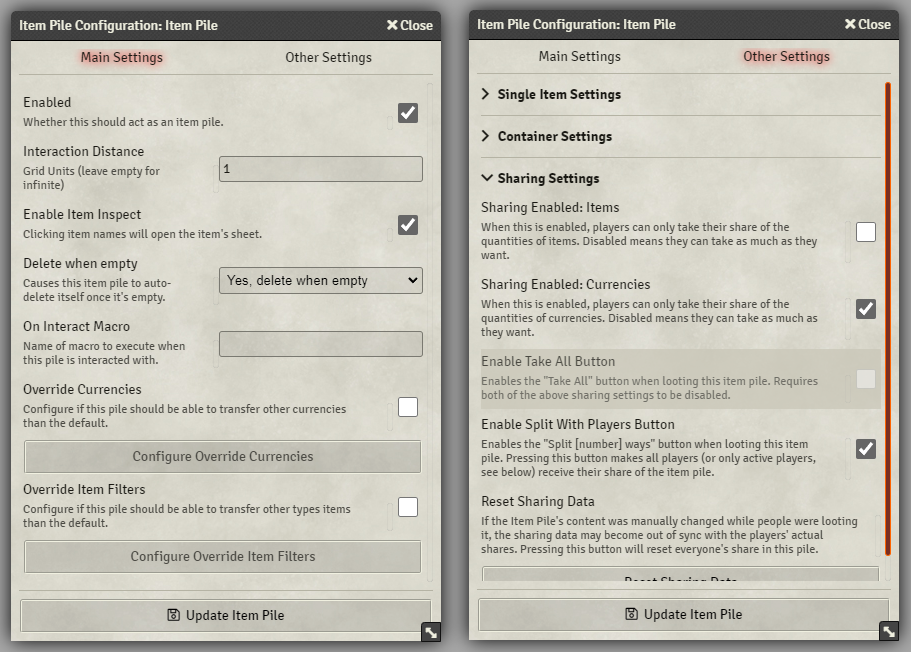 Item Pile Configuration: Item Pile
Close
Main Settings
Other Settings
Enabled
Whether this should act as an item pile.
Interaction Distance
Grid Units (leave empty for
infinite)
1
Enable Item Inspect
Clicking item names will open the item's sheet.
Delete when empty
Causes this item pile to auto-
delete itself once it's empty.
Yes, delete when empty
On Interact Macro
Name of macro to execute when
this pile is interacted with.
Override Currencies
Configure if this pile should be able to transfer other currencies
than the default.
Configure Override Currencies
Override Item Filters
Configure if this pile should be able to transfer other types items
than the default.
Configure Override Item Filters
Update Item Pile
Item Pile Configuration: Item Pile
Close
Main Settings
Other Settings
Single Item Settings
Container Settings
Sharing Settings
Sharing Enabled: Items
When this is enabled, players can only take their share of the
quantities of items. Disabled means they can take as much as they
want.
Sharing Enabled: Currencies
When this is enabled, players can only take their share of the
quantities of currencies. Disabled means they can take as much as
they want.
Enable Take All Button
Enables the "Take All" button when looting this item pile. Requires
both of the above sharing settings to be disabled.
Enable Split With Players Button
Enables the "Split [number] ways" button when looting this item
pile. Pressing this button makes all players (or only active players,
see below) receive their share of the item pile.
Reset Sharing Data
If the Item Pile's content was manually changed while people were looting
it, the sharing data may become out of sync with the players' actual
shares. Pressing this button will reset everyone's share in this pile.
Reset Sharing Data
Update Item Pile